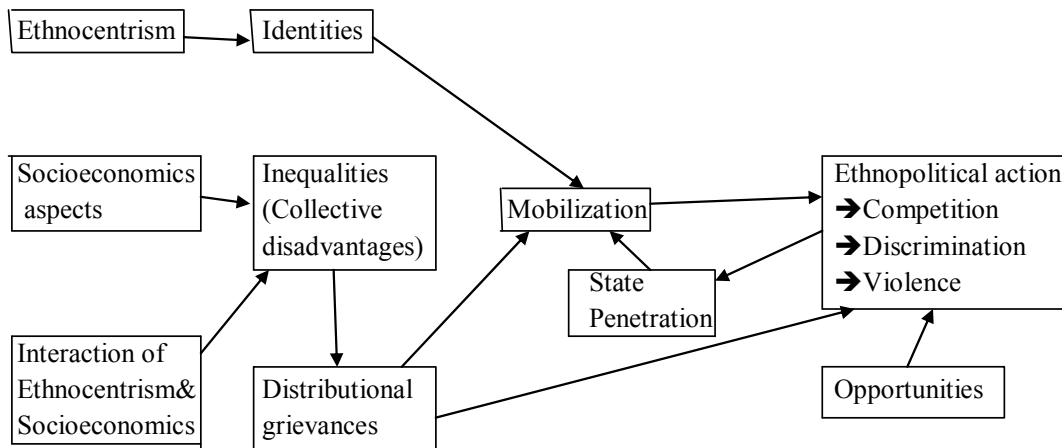 Ethnocentrism
Identities
Socioeconomics
aspects
Inequalities
(Collective
disadvantages)
Mobilization
Ethnopolitical action
➔Competition
➔Discrimination
➔Violence
State
Penetration
Interaction of
Ethnocentrism&
Socioeconomics
Distributional
grievances
Opportunities